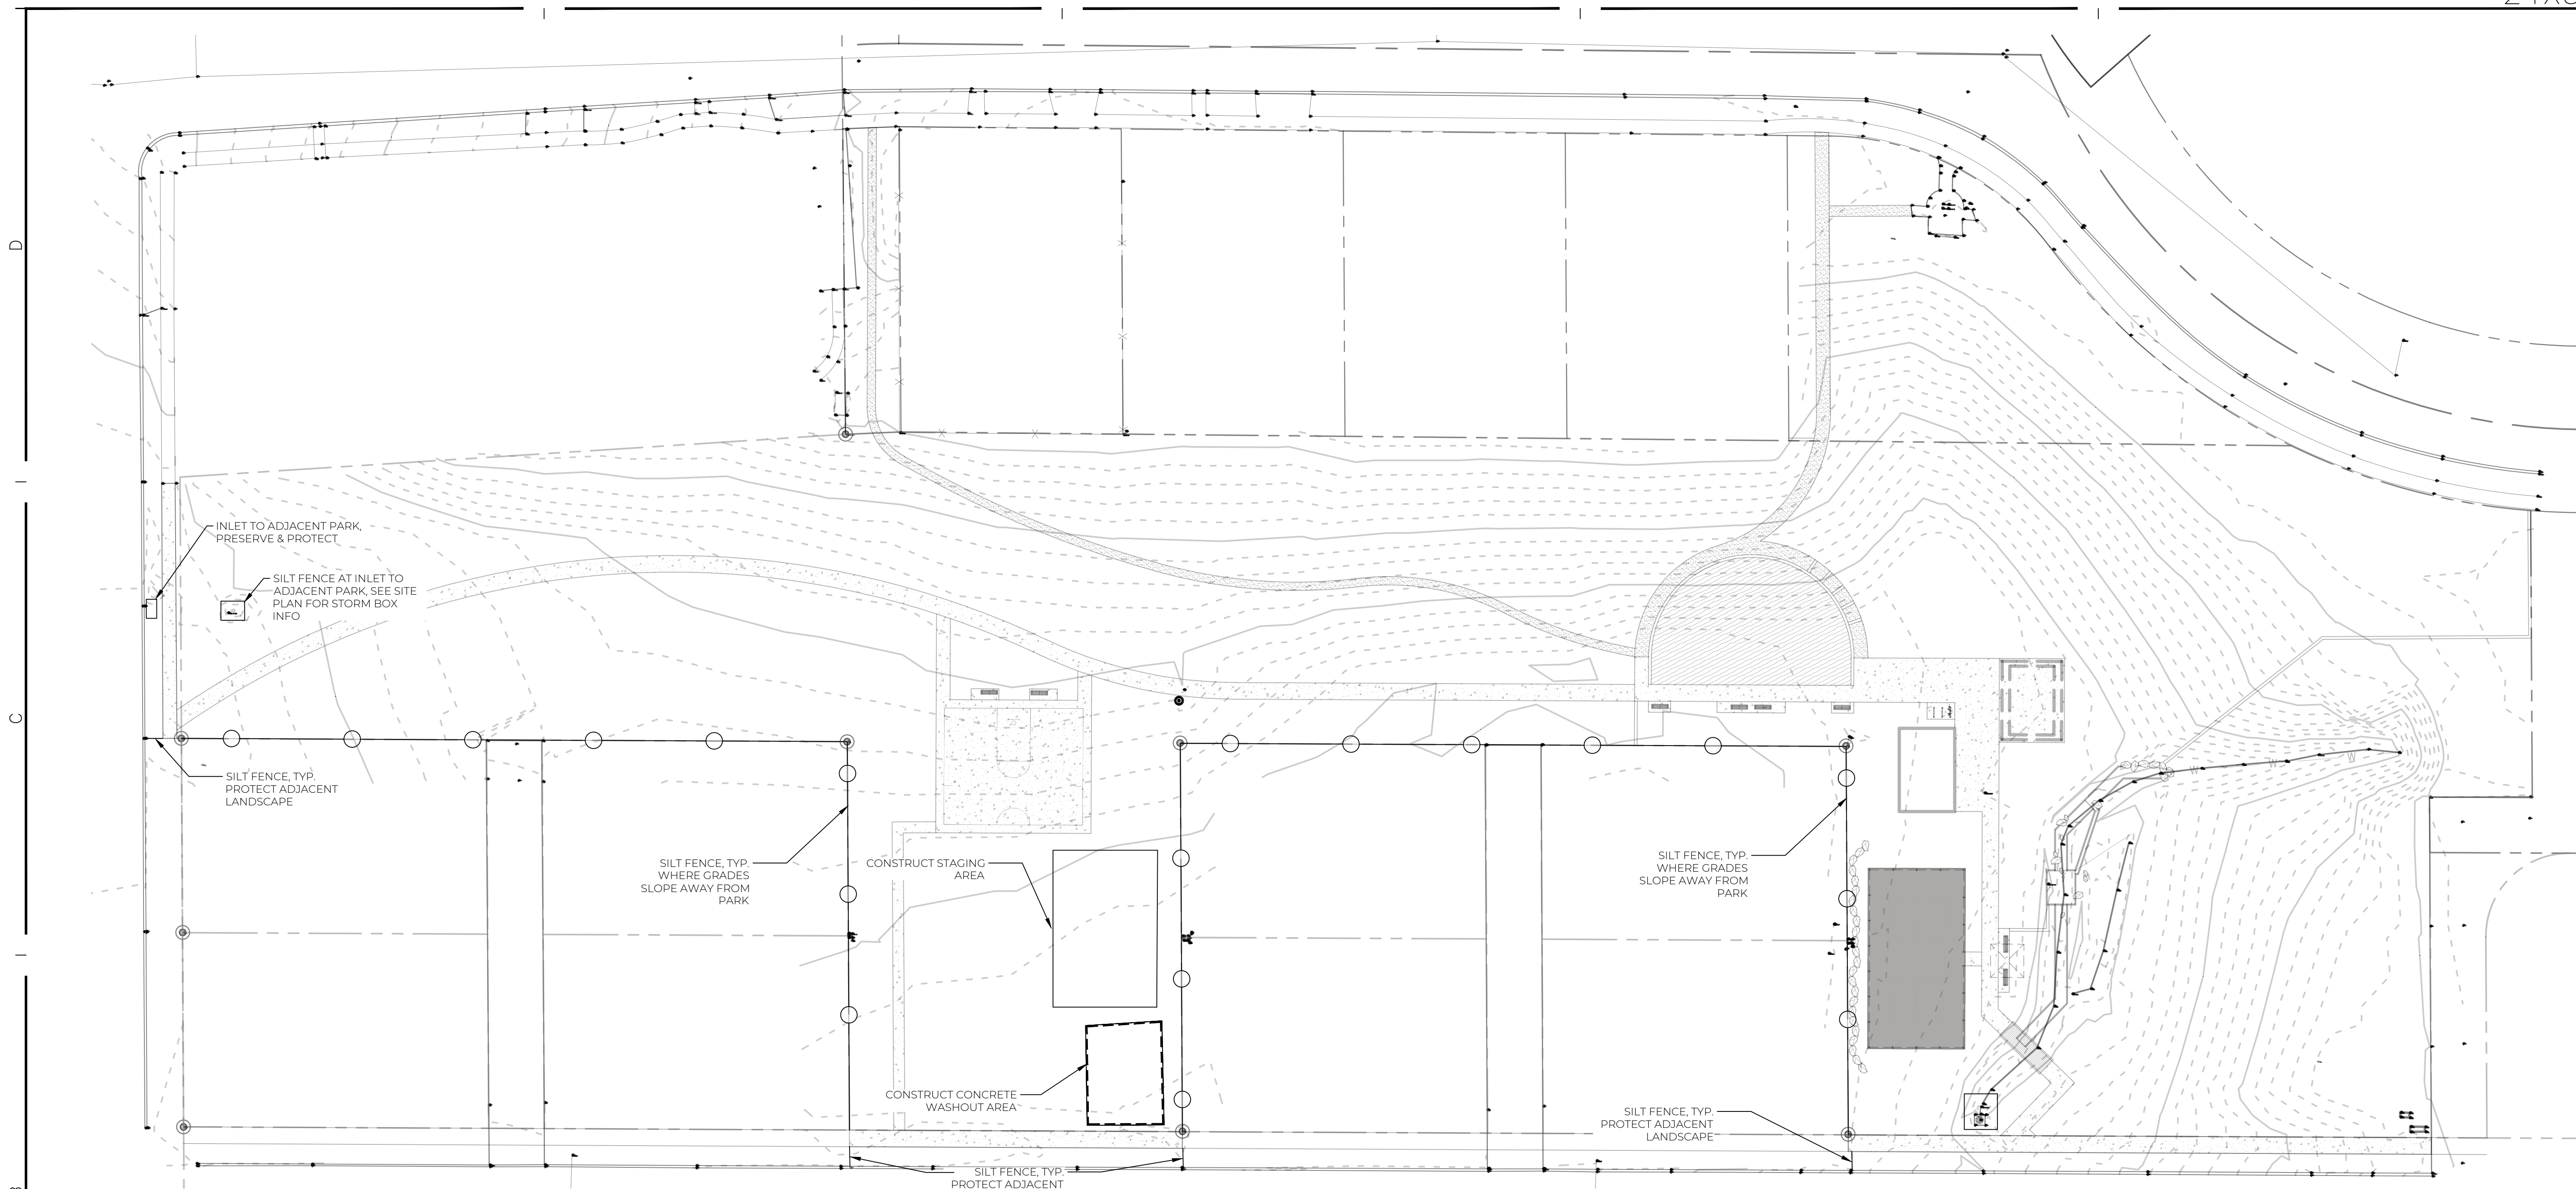 D
INLET TO ADJACENT PARK,
PRESERVE & PROTECT
SILT FENCE AT INLET TO
ADJACENT PARK, SEE SITE
PLAN FOR STORM BOX
INFO
C
SILT FENCE, TYP.
PROTECT ADJACENT
LANDSCAPE
SILT FENCE, TYP.
WHERE GRADES
SLOPE AWAY FROM
PARK
CONSTRUCT STAGING
AREA
SILT FENCE, TYP.
WHERE GRADES
SLOPE AWAY FROM
PARK
CONSTRUCT CONCRETE
WASHOUT AREA
SILT FENCE, TYP.
PROTECT ADJACENT
LANDSCAPE
SILT FENCE, TYP.
PROTECT ADJACENT